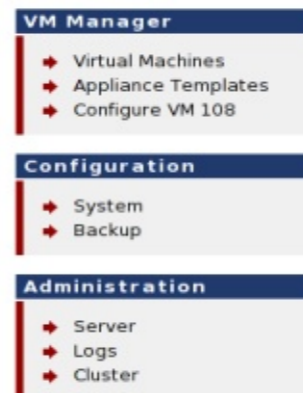 VM Manager
Virtual Machines
Appliance Templates
Configure VM 108
Configuration
System
Backup
Administration
Server
Logs
Cluster